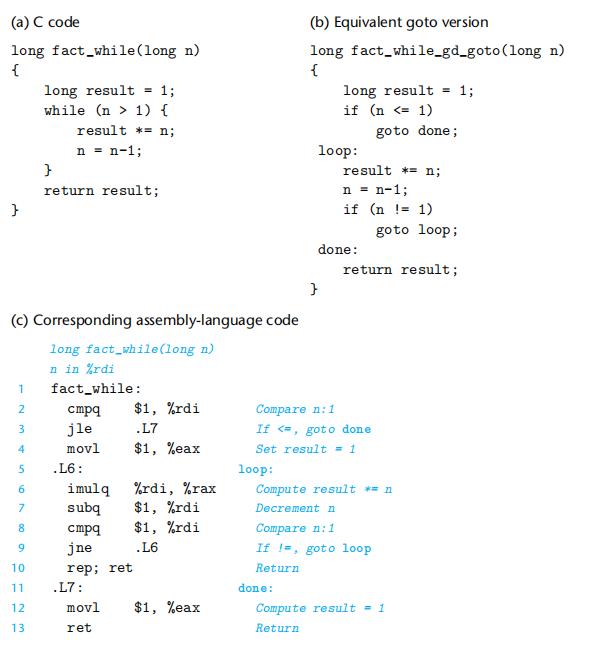 (a) C code
long fact_while(long n)
{
    long result = 1;
    while (n > 1) {
        result *= n;
        n = n-1;
    }
    return result;
}
(b) Equivalent goto version
long fact_while_gd_goto(long n)
{
    long result = 1;
    if (n <= 1)
        goto done;
 loop:
    result *= n;
    n = n-1;
    if (n != 1)
        goto loop;
 done:
    return result;
}
(c) Corresponding assembly-language code
long fact_while(long n)
n in %rdi
1 fact_while:
2 cmpq $1, %rdi Compare n:1
3 jle .L7 If <=, goto done
4 movl $1, %eax Set result = 1
5 .L6: loop:
6 imulq %rdi, %rax Compute result *= n
7 subq $1, %rdi Decrement n
8 cmpq $1, %rdi Compare n:1
9 jne .L6 If !=, goto loop
10 rep; ret Return
11 .L7: done:
12 movl $1, %eax Compute result = 1
13 ret Return